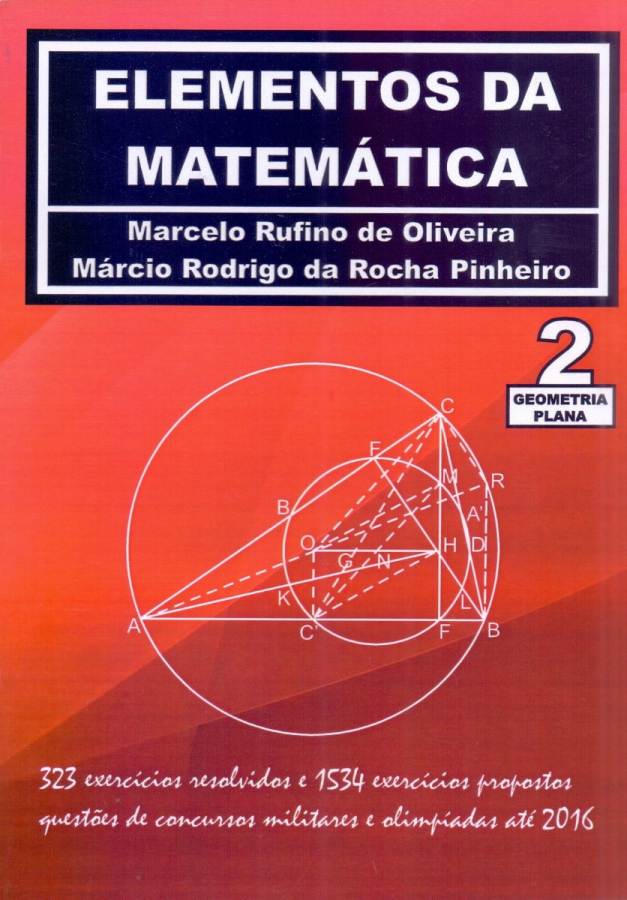 ELEMENTOS DA
MATEMÁTICA
Marcelo Rufino de Oliveira
Márcio Rodrigo da Rocha Pinheiro
2
GEOMETRIA
PLANA
C
F
M
R
B
A'
O
H
D
G
N
K
L
A
C'
F
B
323 exercícios resolvidos e 1534 exercícios propostos
questões de concursos militares e olimpíadas até 2016